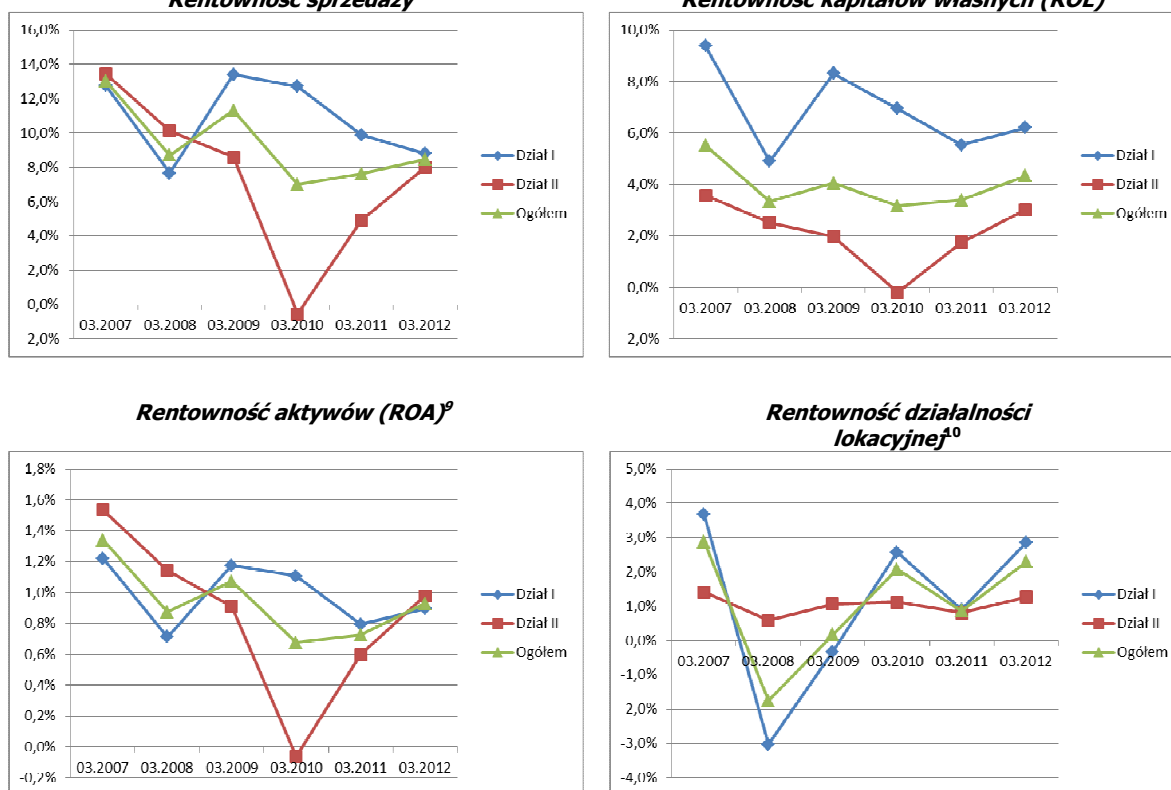 Rentowność sprzedaży
16,0%
14,0%
12,0%
10,0%
8,0%
6,0%
4,0%
2,0%
0,0%
2,0%
03.2007 03.2008 03.2009 03.2010 03.2011 03.2012
Dział I
Dział II
Ogółem
Rentowność kapitałów własnych (ROE)
10,0%
8,0%
6,0%
4,0%
2,0%
0,0%
2,0%
03.2007 03.2008 03.2009 03.2010 03.2011 03.2012
Dział I
Dział II
Ogółem
Rentowność aktywów (ROA)⁹
1,8%
1,6%
1,4%
1,2%
1,0%
0,8%
0,6%
0,4%
0,2%
0,0%
-0,2%
03.2007 03.2008 03.2009 03.2010 03.2011 03.2012
Dział I
Dział II
Ogółem
Rentowność działalności
lokacyjnej¹⁰
5,0%
4,0%
3,0%
2,0%
1,0%
0,0%
-1,0%
-2,0%
-3,0%
-4,0%
03.2007 03.2008 03.2009 03.2010 03.2011 03.2012
Dział I
Dział II
Ogółem